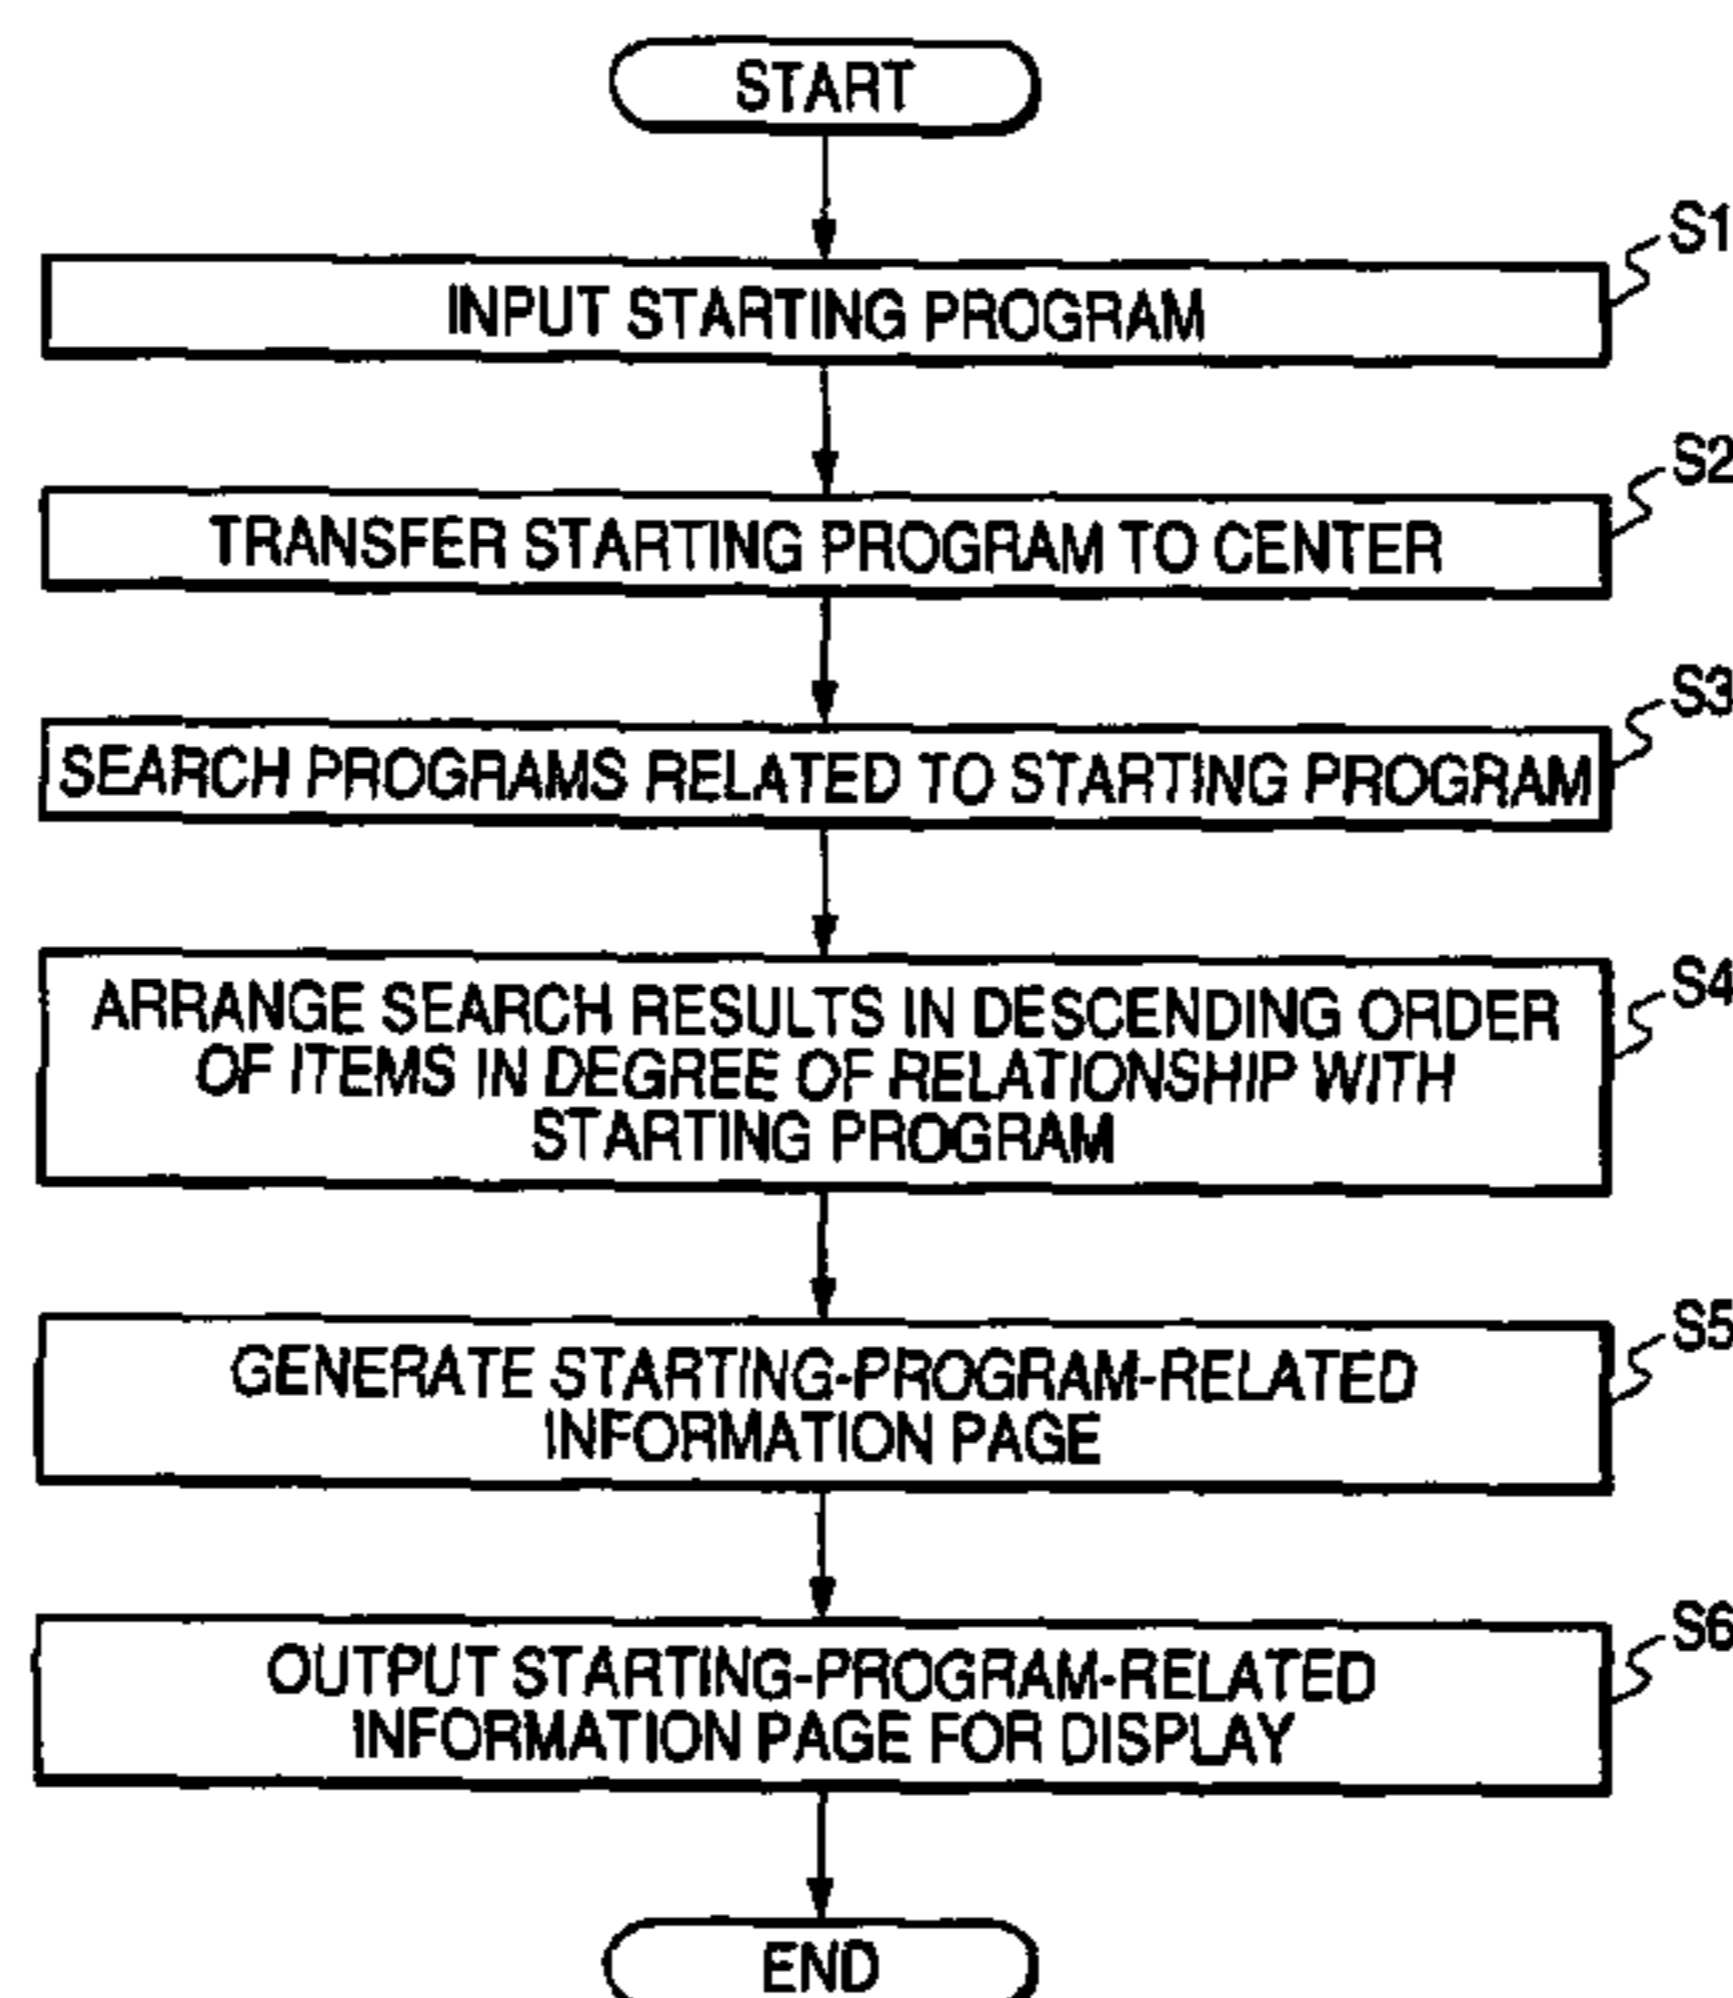 START
S1
INPUT STARTING PROGRAM
S2
TRANSFER STARTING PROGRAM TO CENTER
S3
SEARCH PROGRAMS RELATED TO STARTING PROGRAM
S4
ARRANGE SEARCH RESULTS IN DESCENDING ORDER
OF ITEMS IN DEGREE OF RELATIONSHIP WITH
STARTING PROGRAM
S5
GENERATE STARTING-PROGRAM-RELATED
INFORMATION PAGE
S6
OUTPUT STARTING-PROGRAM-RELATED
INFORMATION PAGE FOR DISPLAY
END